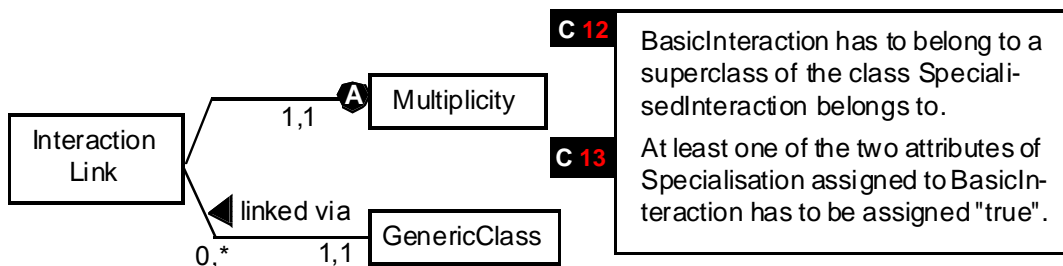 C 12
BasicInteraction has to belong to a
superclass of the class Speciali-
sedInteraction belongs to.
C 13
At least one of the two attributes of
Specialisation assigned to BasicIn-
teraction has to be assigned "true".
A
Multiplicity
1,1
Interaction
Link
linked via
GenericClass
0,*
1,1